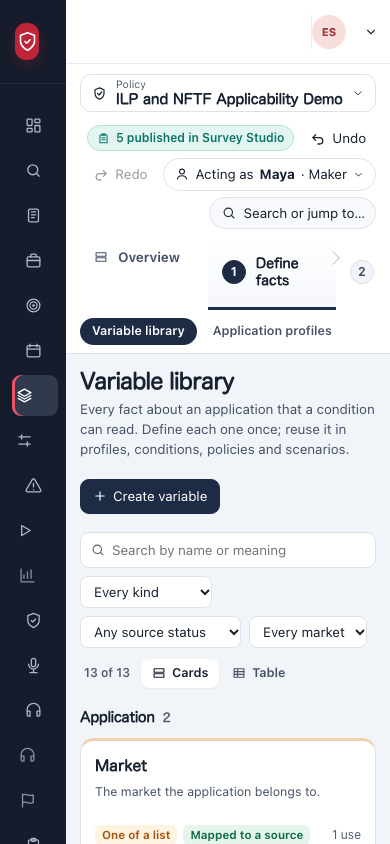 ES
Policy
ILP and NFTF Applicability Demo
5 published in Survey Studio
Undo
Redo
Acting as Maya · Maker
Search or jump to...
Overview
1
Define
facts
2
Variable library
Application profiles
Variable library
Every fact about an application that a condition
can read. Define each one once; reuse it in
profiles, conditions, policies and scenarios.
+ Create variable
Search by name or meaning
Every kind
Any source status
Every market
13 of 13
Cards
Table
Application 2
Market
The market the application belongs to.
One of a list
Mapped to a source
1 use